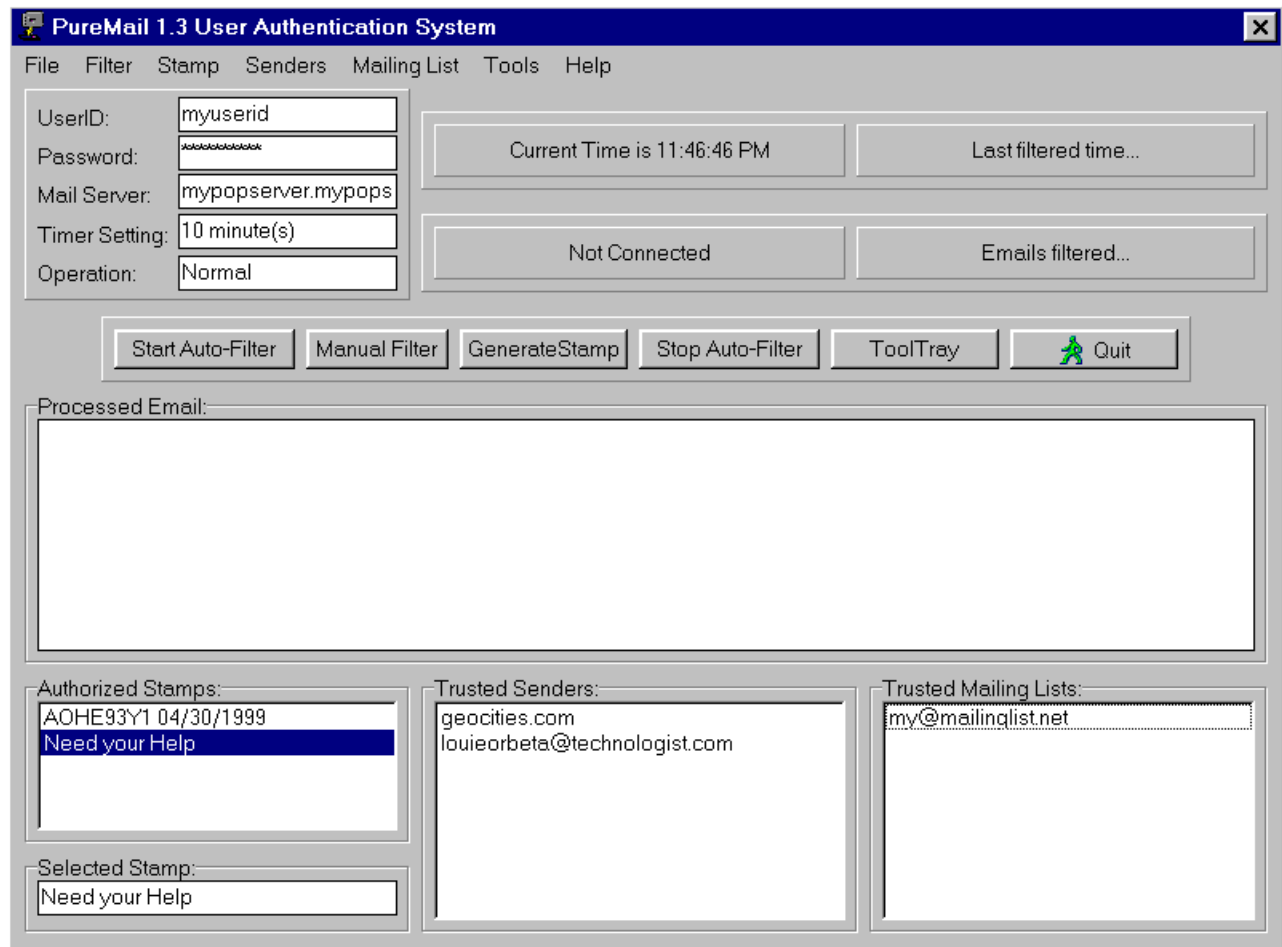 PureMail 1.3 User Authentication System
File Filter Stamp Senders Mailing List Tools Help
UserID: myuserid
Password: ************
Mail Server: mypopserver.mypops
Timer Setting: 10 minute(s)
Operation: Normal
Current Time is 11:46:46 PM
Last filtered time...
Not Connected
Emails filtered...
Start Auto-Filter
Manual Filter
GenerateStamp
Stop Auto-Filter
ToolTray
Quit
Processed Email:
Authorized Stamps:
AOHE93Y1 04/30/1999
Need your Help
Selected Stamp:
Need your Help
Trusted Senders:
geocities.com
louieorbeta@technologist.com
Trusted Mailing Lists:
my@mailinglist.net